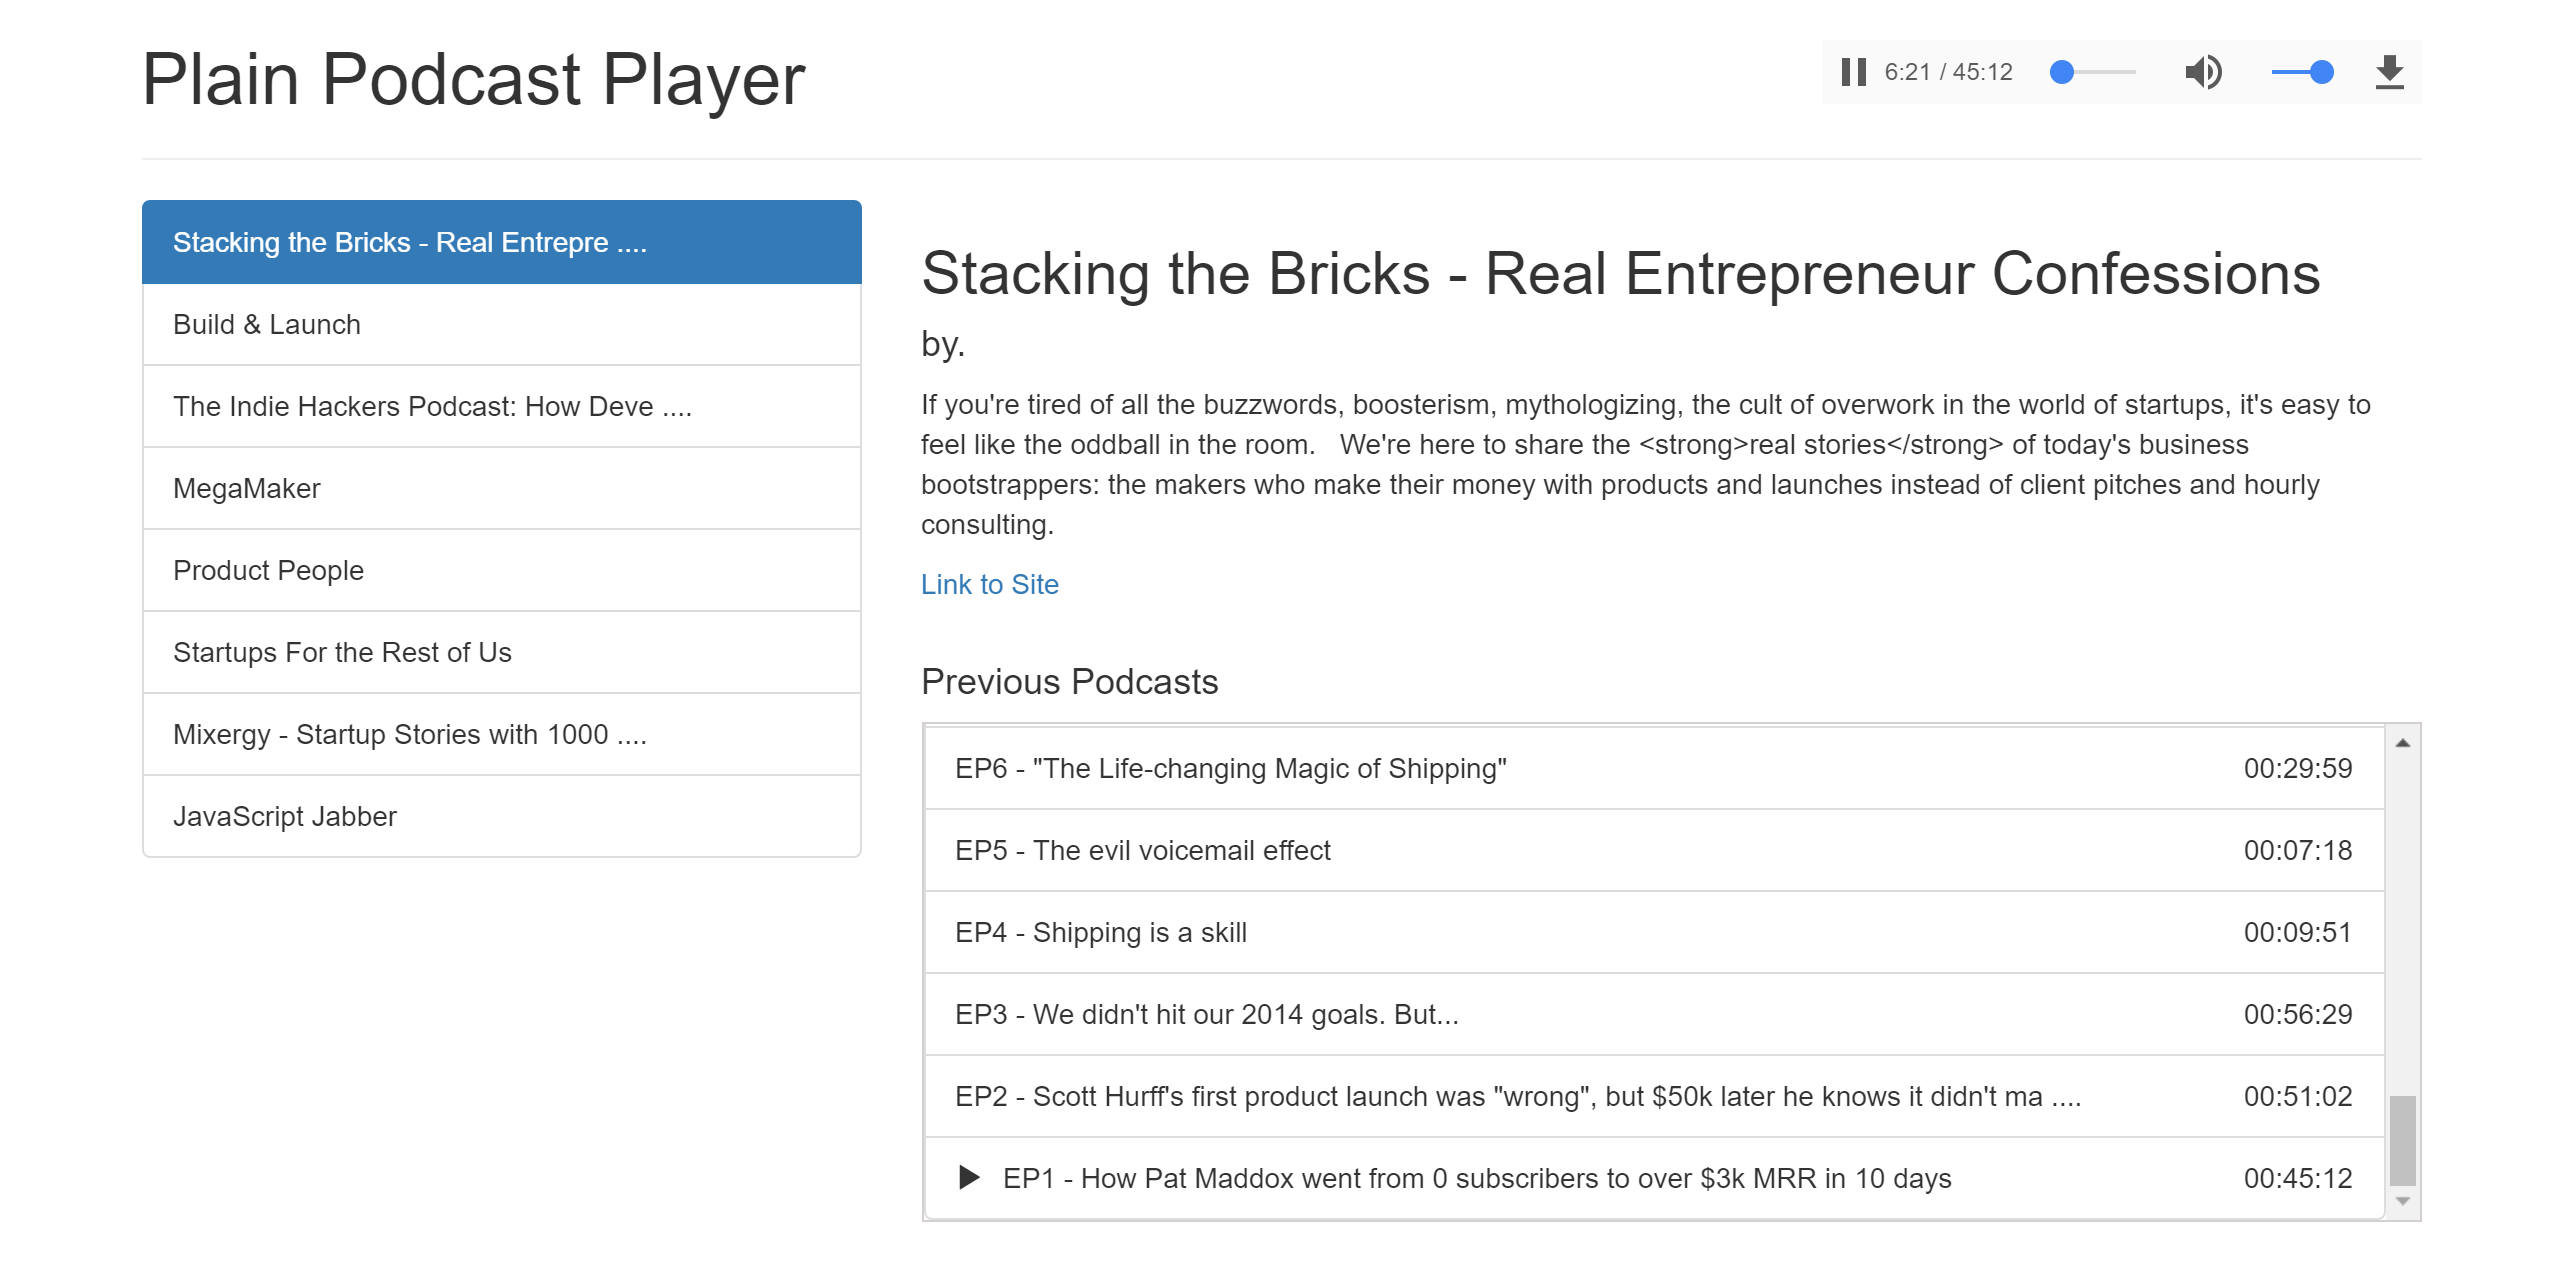 Plain Podcast Player
6:21 / 45:12
Stacking the Bricks - Real Entrepre ....
Build & Launch
The Indie Hackers Podcast: How Deve ....
MegaMaker
Product People
Startups For the Rest of Us
Mixergy - Startup Stories with 1000 ....
JavaScript Jabber
Stacking the Bricks - Real Entrepreneur Confessions
by.
If you're tired of all the buzzwords, boosterism, mythologizing, the cult of overwork in the world of startups, it's easy to
feel like the oddball in the room.   We're here to share the <strong>real stories</strong> of today's business
bootstrappers: the makers who make their money with products and launches instead of client pitches and hourly
consulting.
Link to Site
Previous Podcasts
EP6 - "The Life-changing Magic of Shipping" 00:29:59
EP5 - The evil voicemail effect 00:07:18
EP4 - Shipping is a skill 00:09:51
EP3 - We didn't hit our 2014 goals. But... 00:56:29
EP2 - Scott Hurff's first product launch was "wrong", but $50k later he knows it didn't ma .... 00:51:02
EP1 - How Pat Maddox went from 0 subscribers to over $3k MRR in 10 days 00:45:12